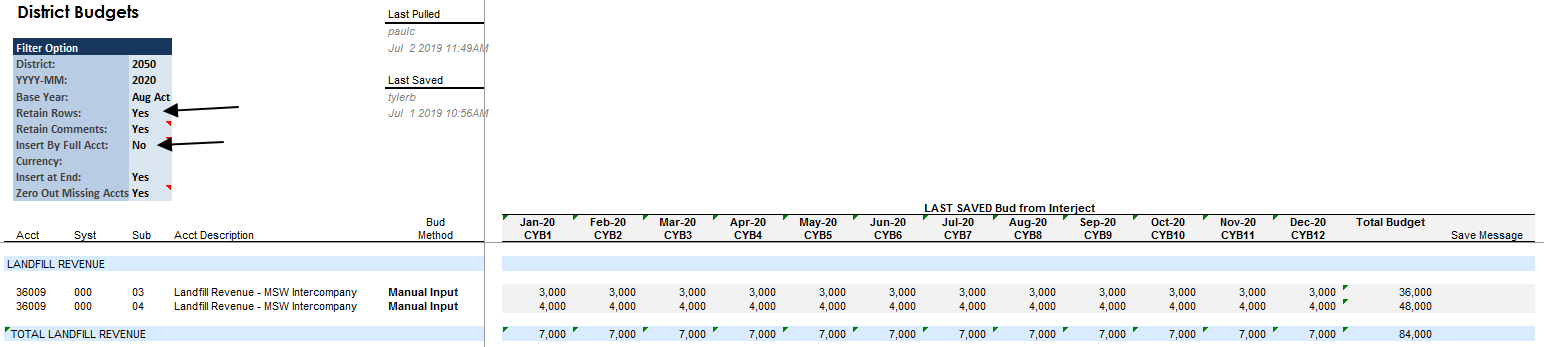 District Budgets
Last Pulled
paulc
Jul 2 2019 11:49AM
Filter Option
District: 2050
YYYY-MM: 2020
Base Year: Aug Act
Retain Rows: Yes
Retain Comments: Yes
Insert By Full Acct: No
Currency:
Insert at End: Yes
Zero Out Missing Accts Yes
Last Saved
tylerb
Jul 1 2019 10:56AM
LAST SAVED Bud from Interject
Bud Jan-20 Feb-20 Mar-20 Apr-20 May-20 Jun-20 Jul-20 Aug-20 Sep-20 Oct-20 Nov-20 Dec-20 Total Budget
Acct Syst Sub Acct Description Method CYB1 CYB2 CYB3 CYB4 CYB5 CYB6 CYB7 CYB8 CYB9 CYB10 CYB11 CYB12 Save Message
LANDFILL REVENUE
36009 000 03 Landfill Revenue - MSW Intercompany Manual Input 3,000 3,000 3,000 3,000 3,000 3,000 3,000 3,000 3,000 3,000 3,000 3,000 36,000
36009 000 04 Landfill Revenue - MSW Intercompany Manual Input 4,000 4,000 4,000 4,000 4,000 4,000 4,000 4,000 4,000 4,000 4,000 4,000 48,000
TOTAL LANDFILL REVENUE 7,000 7,000 7,000 7,000 7,000 7,000 7,000 7,000 7,000 7,000 7,000 7,000 84,000